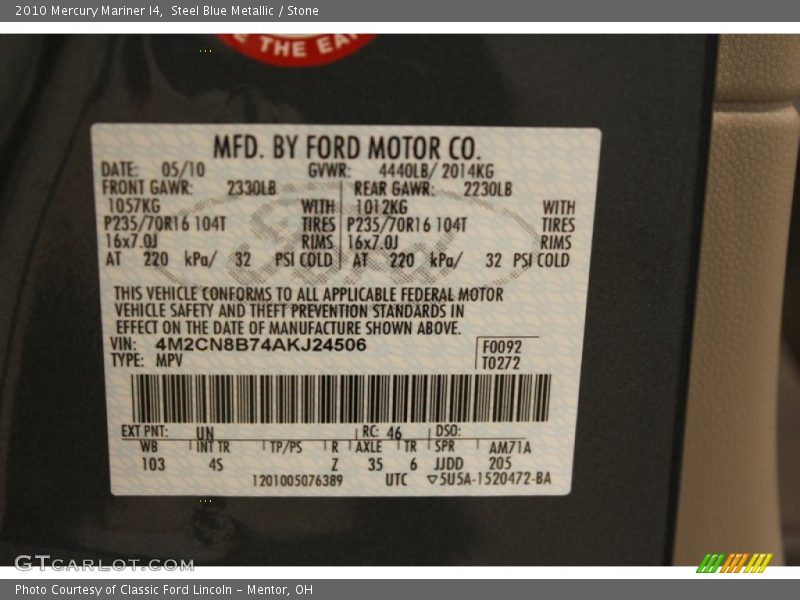 2010 Mercury Mariner I4,  Steel Blue Metallic / Stone
E THE EA
MFD. BY FORD MOTOR CO.
DATE: 05/10 GVWR: 4440LB/ 2014KG
FRONT GAWR: 2330LB REAR GAWR: 2230LB
1057KG WITH 1012KG WITH
P235/70R16 104T TIRES P235/70R16 104T TIRES
16x7.0J RIMS 16x7.0J RIMS
AT 220 kPa/ 32 PSI COLD AT 220 kPa/ 32 PSI COLD
THIS VEHICLE CONFORMS TO ALL APPLICABLE FEDERAL MOTOR
VEHICLE SAFETY AND THEFT PREVENTION STANDARDS IN
EFFECT ON THE DATE OF MANUFACTURE SHOWN ABOVE.
VIN: 4M2CN8B74AKJ24506 F0092
TYPE: MPV T0272
EXT PNT: UN RC: 46 DSO:
WB INT TR TP/PS R AXLE TR SPR AM71A
103 4S Z 35 6 JJDD 205
1201005076389 UTC ▽5U5A-1520472-BA
GTCARLOT.COM
Photo Courtesy of Classic Ford Lincoln – Mentor, OH